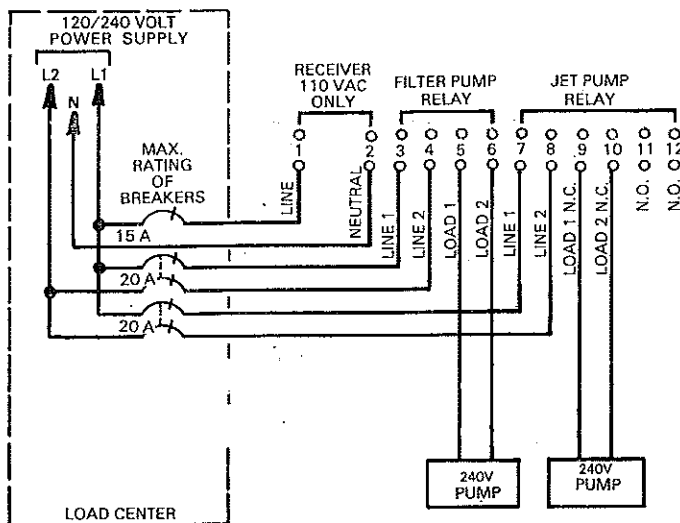 120/240 VOLT
POWER SUPPLY
L2
L1
N
MAX.
RATING
OF
BREAKERS
15 A
20 A
20 A
LOAD CENTER
RECEIVER
110 VAC
ONLY
FILTER PUMP
RELAY
JET PUMP
RELAY
1 2 3 4 5 6 7 8 9 10 11 12
LINE
NEUTRAL
LINE 1
LINE 2
LOAD 1
LOAD 2
LINE 1
LINE 2
LOAD 1 N.C.
LOAD 2 N.C.
N.O.
N.O.
240V
PUMP
240V
PUMP